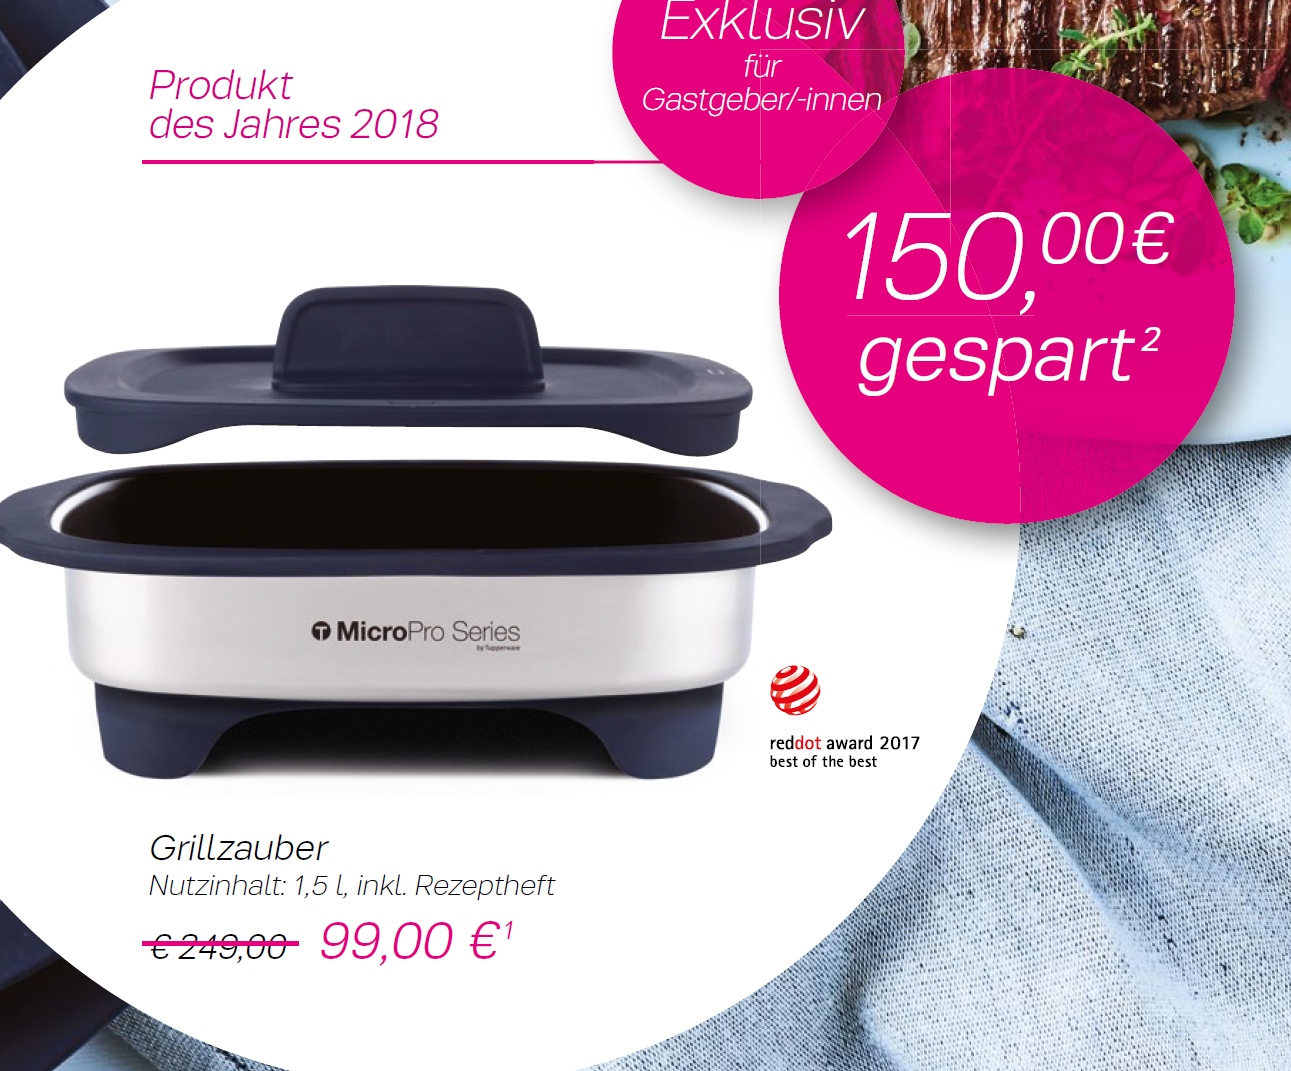 Exklusiv
für
Gastgeber/-innen
Produkt
des Jahres 2018
150,00 €
gespart²
MicroPro Series
by Tupperware
reddot award 2017
best of the best
Grillzauber
Nutzinhalt: 1,5 l, inkl. Rezeptheft
€ 249,00 99,00 €¹